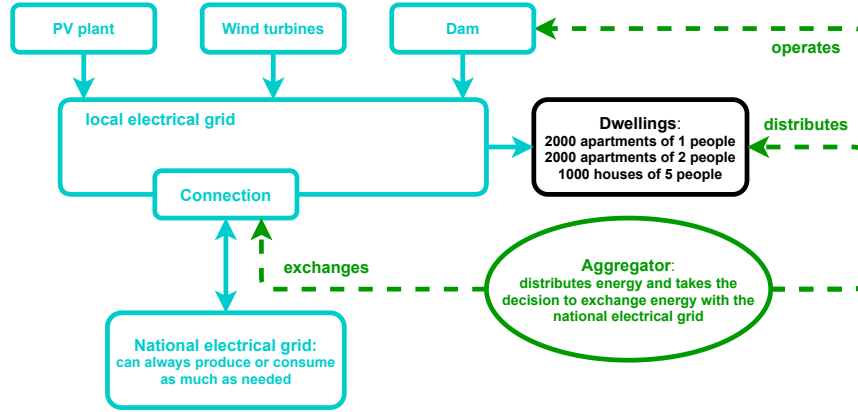 PV plant
Wind turbines
Dam
operates
local electrical grid
Dwellings:
2000 apartments of 1 people
2000 apartments of 2 people
1000 houses of 5 people
distributes
Connection
exchanges
Aggregator:
distributes energy and takes the
decision to exchange energy with the
national electrical grid
National electrical grid:
can always produce or consume
as much as needed